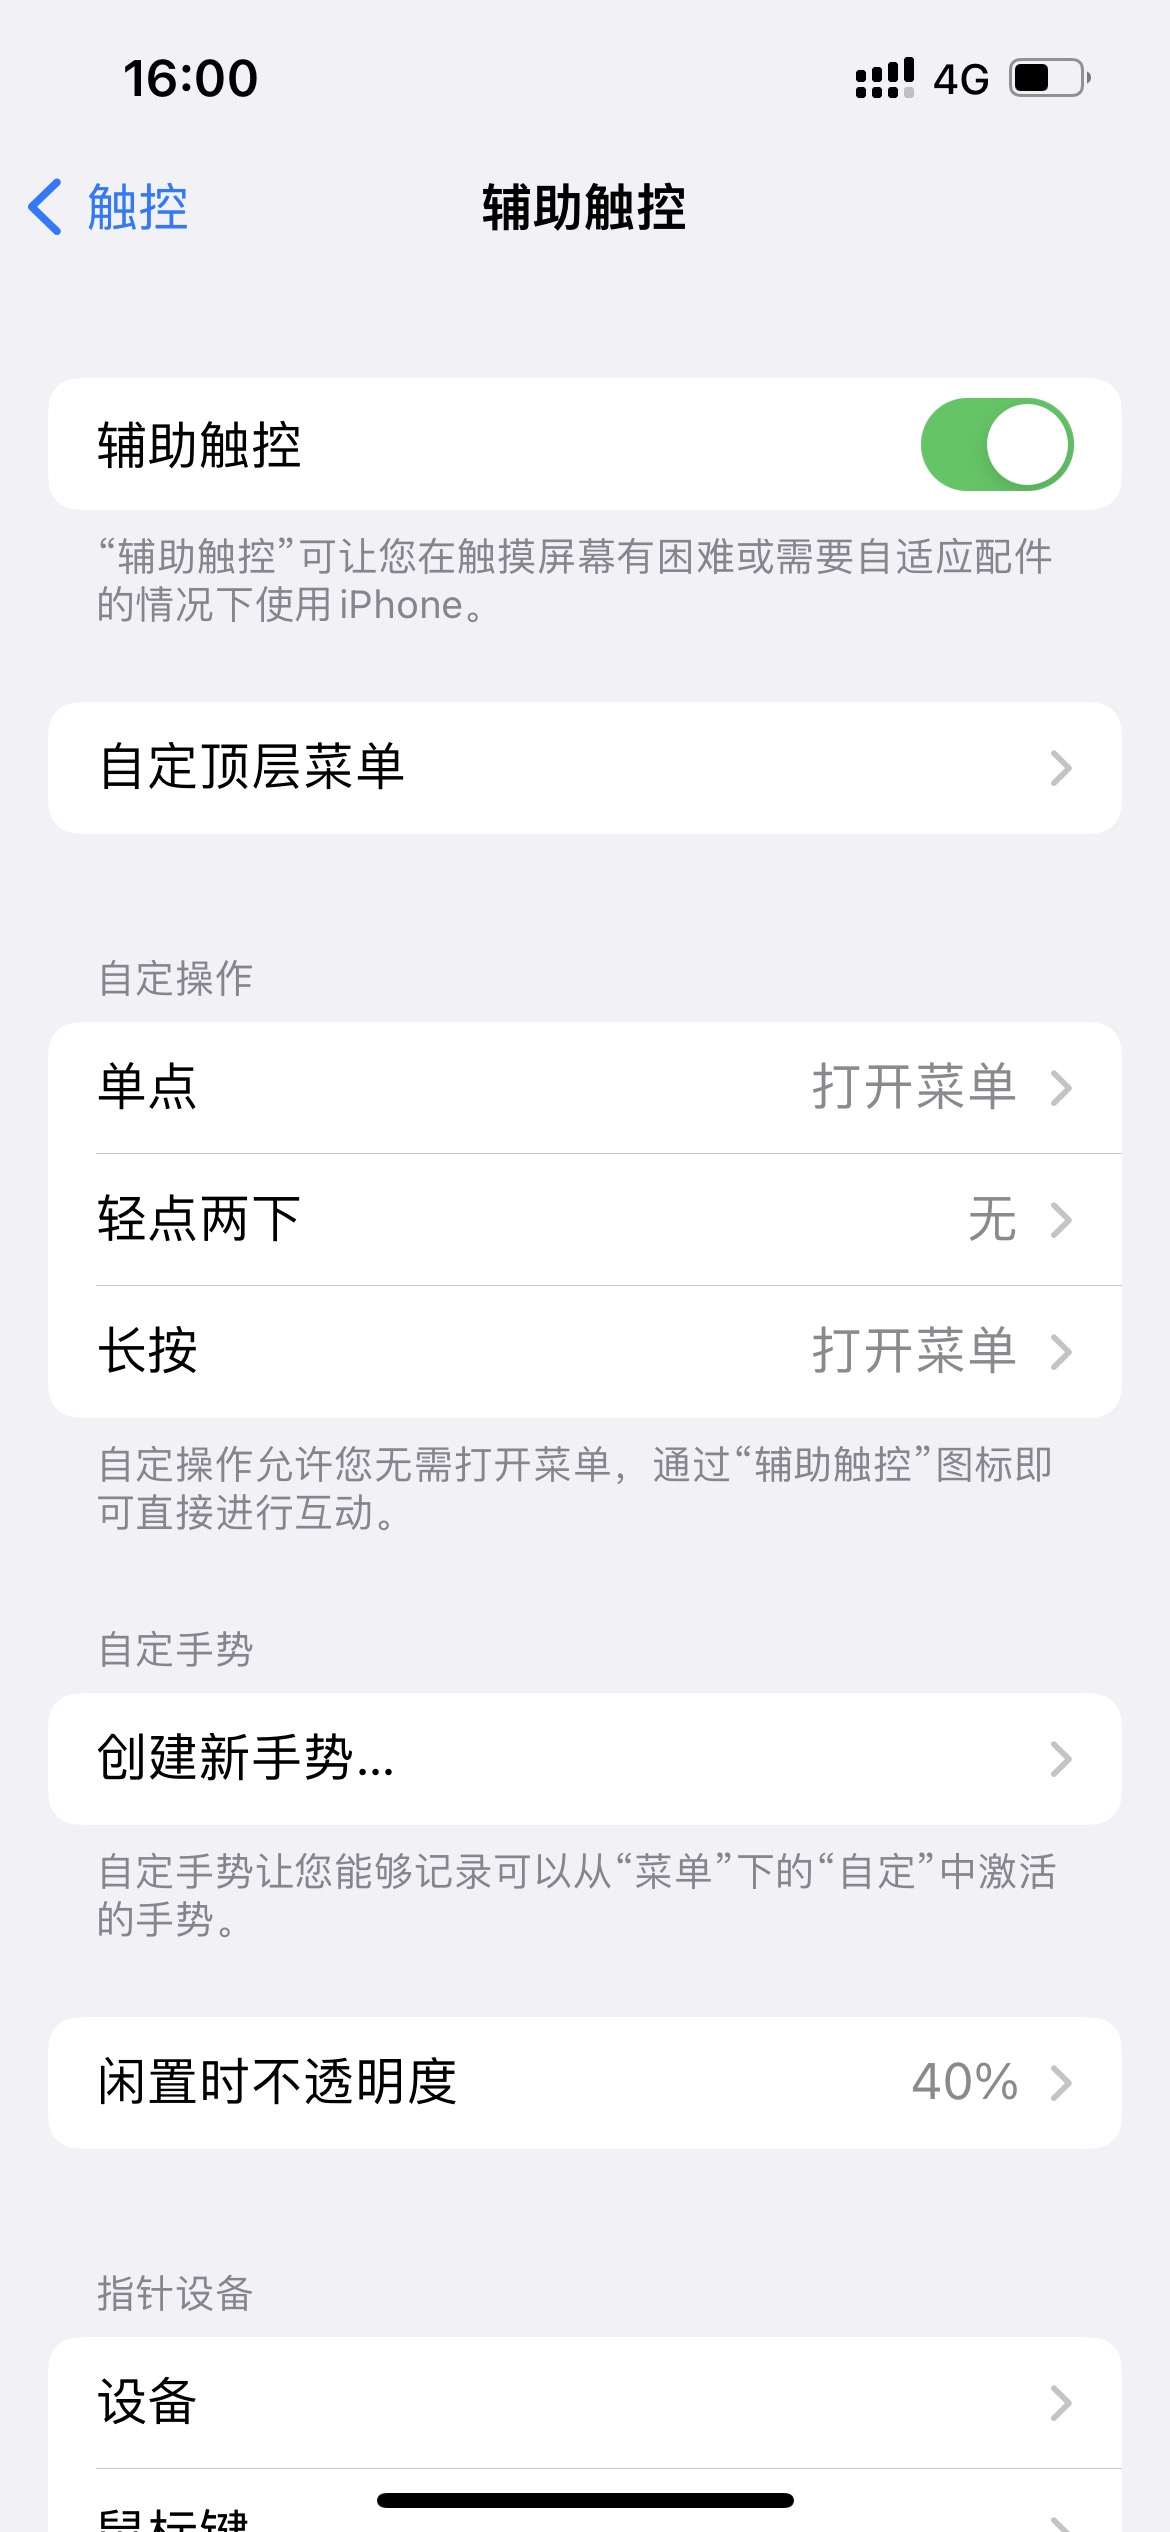 16:00
4G
触控
辅助触控
辅助触控
“辅助触控”可让您在触摸屏幕有困难或需要自适应配件
的情况下使用 iPhone。
自定顶层菜单
自定操作
单点 打开菜单
轻点两下 无
长按 打开菜单
自定操作允许您无需打开菜单，通过“辅助触控”图标即
可直接进行互动。
自定手势
创建新手势...
自定手势让您能够记录可以从“菜单”下的“自定”中激活
的手势。
闲置时不透明度 40%
指针设备
设备
鼠标键